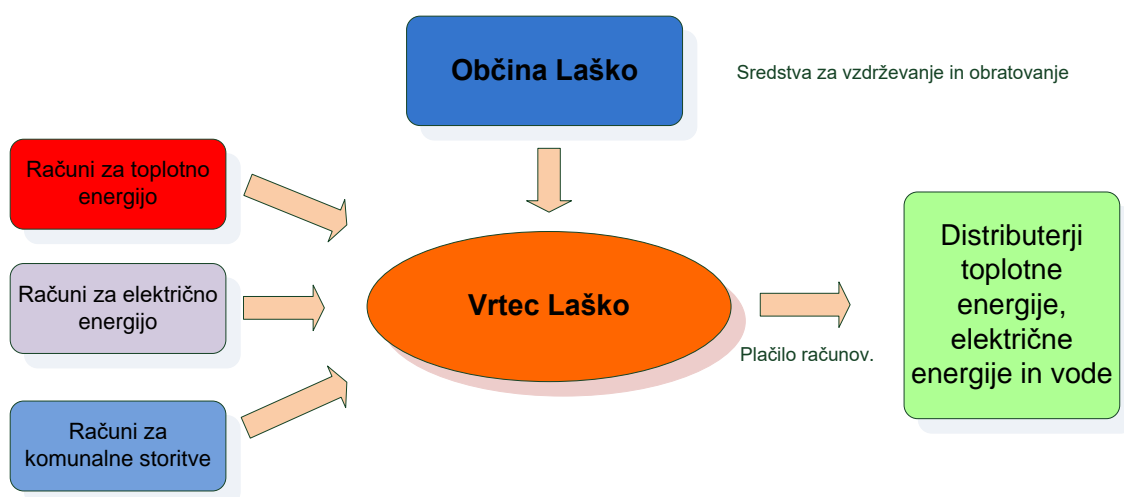 Občina Laško
Sredstva za vzdrževanje in obratovanje
Računi za toplotno
energijo
Računi za električno
energijo
Računi za
komunalne storitve
Vrtec Laško
Plačilo računov.
Distributerji
toplotne
energije,
električne
energije in vode